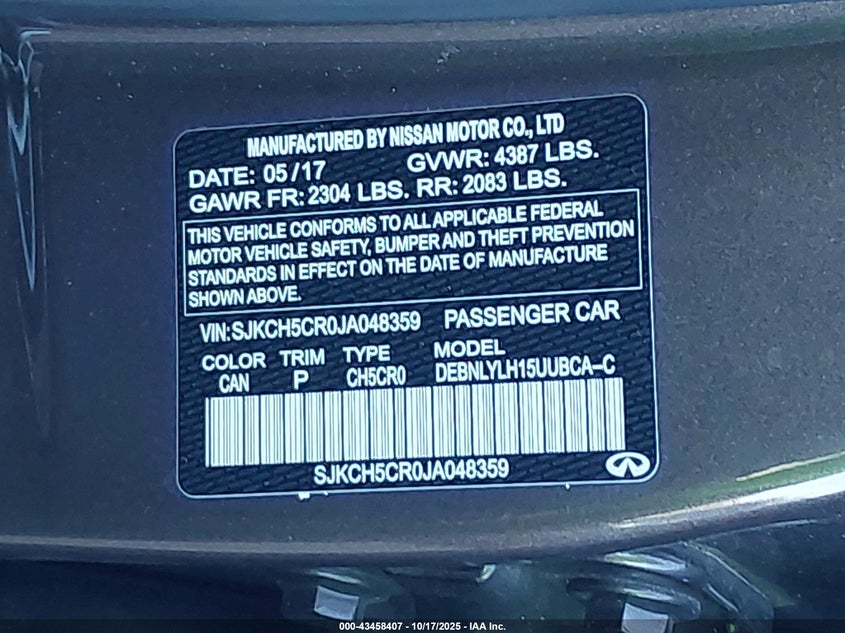 MANUFACTURED BY NISSAN MOTOR CO., LTD
DATE: 05/17 GVWR: 4387 LBS.
GAWR FR: 2304 LBS. RR: 2083 LBS.
THIS VEHICLE CONFORMS TO ALL APPLICABLE FEDERAL
MOTOR VEHICLE SAFETY, BUMPER AND THEFT PREVENTION
STANDARDS IN EFFECT ON THE DATE OF MANUFACTURE
SHOWN ABOVE.
VIN:SJKCH5CR0JA048359 PASSENGER CAR
COLOR TRIM TYPE MODEL
CAN P CH5CR0 DEBNLYLH15UUBCA-C
SJKCH5CR0JA048359
000-43458407 - 10/17/2025 - IAA Inc.